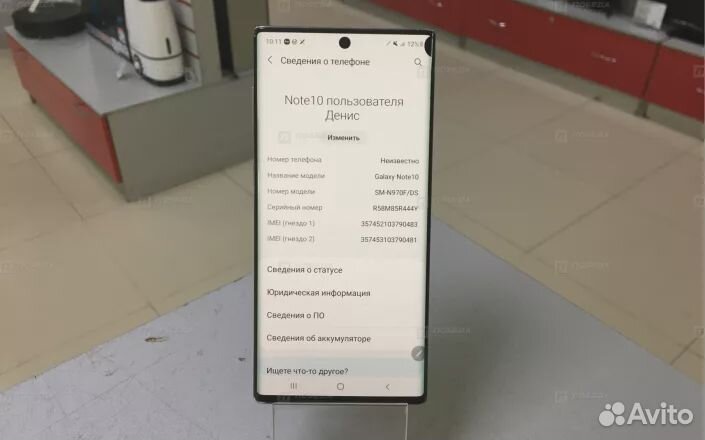 10:11
12%
Сведения о телефоне
Note10 пользователя
Денис
Изменить
Номер телефона Неизвестно
Название модели Galaxy Note10
Номер модели SM-N970F/DS
Серийный номер R58M85R444Y
IMEI (гнездо 1) 357452103790483
IMEI (гнездо 2) 357453103790481
Сведения о статусе
Юридическая информация
Сведения о ПО
Сведения об аккумуляторе
Ищете что-то другое?
Avito